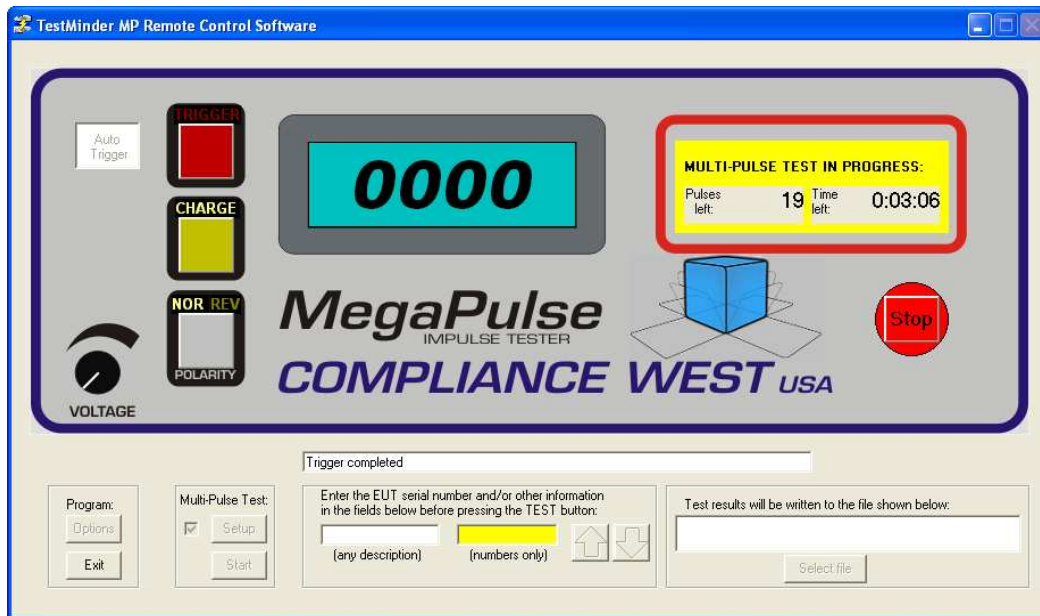 TestMinder MP Remote Control Software
Auto
Trigger
TRIGGER
CHARGE
NOR REV
POLARITY
VOLTAGE
0000
MULTI-PULSE TEST IN PROGRESS:
Pulses
left:
19
Time
left:
0:03:06
MegaPulse
IMPULSE TESTER
COMPLIANCE WEST USA
Stop
Trigger completed
Program:
Options
Exit
Multi-Pulse Test:
Setup
Start
Enter the EUT serial number and/or other information
in the fields below before pressing the TEST button:
(any description)
(numbers only)
Test results will be written to the file shown below:
Select file